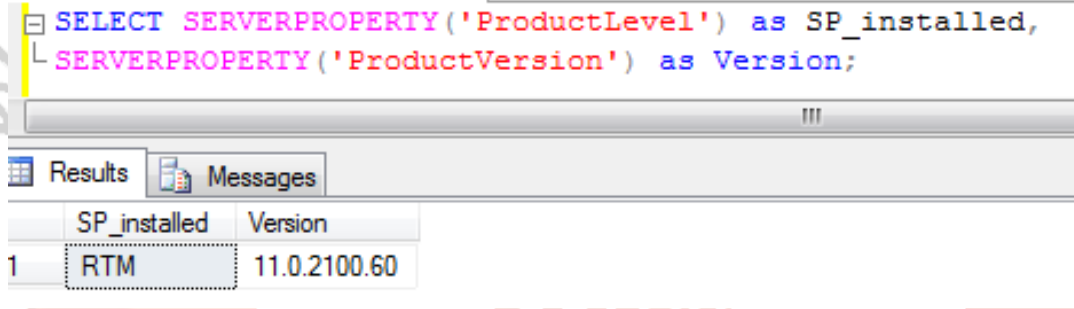 SELECT SERVERPROPERTY('ProductLevel') as SP_installed,
SERVERPROPERTY('ProductVersion') as Version;
Results Messages
SP_installed Version
1 RTM 11.0.2100.60